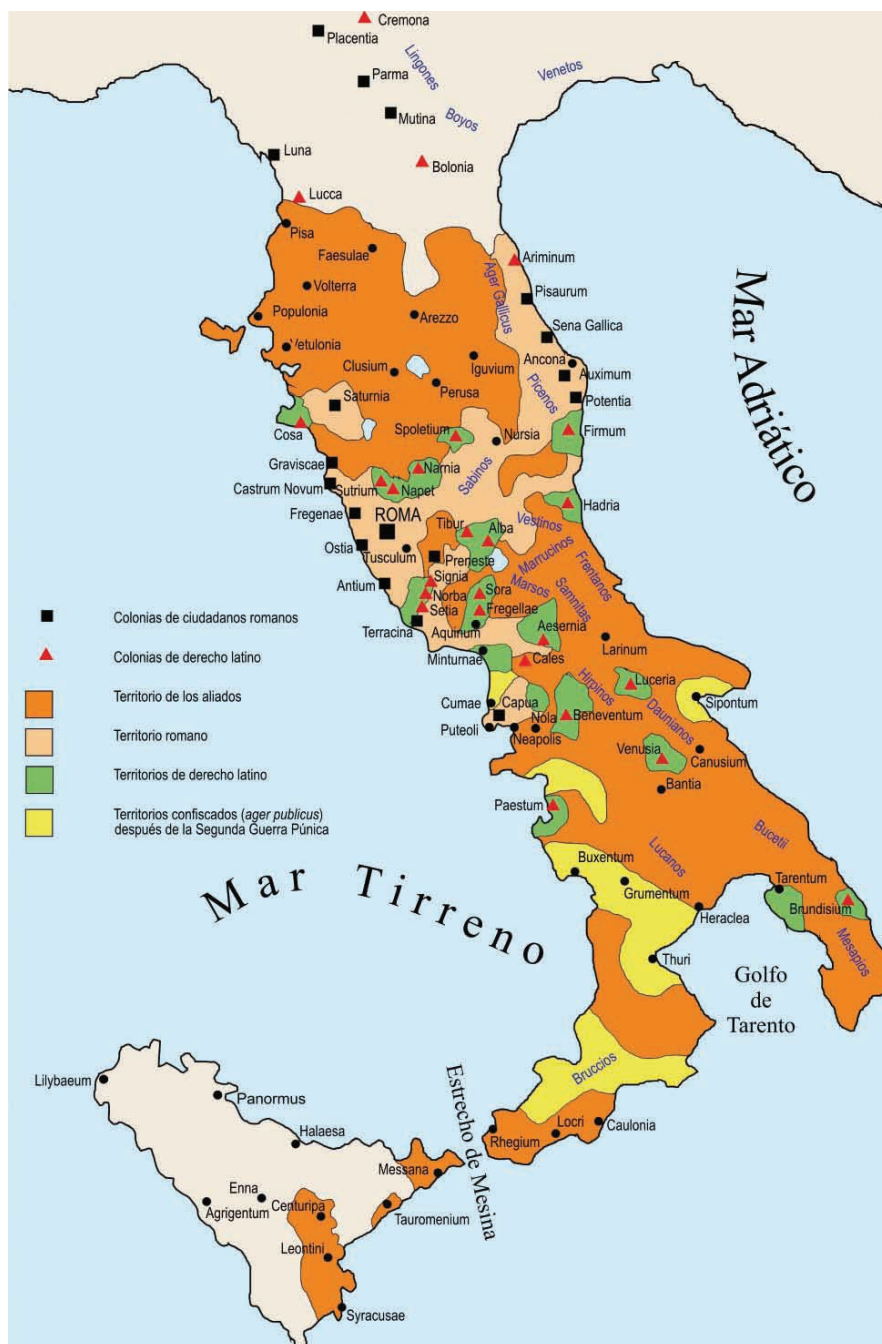 Cremona
Placentia
Lingones
Venetos
Parma
Boyos
Mutina
Luna
Bolonia
Lucca
Pisa
Faesulae
Ariminum
Ager Gallicus
Volterra
Pisaurum
Populonia
Arezzo
Sena Gallica
Vetulonia
Iguvium
Ancona
Clusium
Auximum
Perusa
Picenos
Saturnia
Potentia
Cosa
Spoletium
Nursia
Firmum
Graviscae
Narnia
Sabinos
Castrum Novum
Sutrium
Napet
Hadria
Fregenae
ROMA
Tibur
Alba
Vestinos
Ostia
Tusculum
Preneste
Marrucinos
Frentanos
Antium
Signia
Marsos
Samnitas
Norba
Sora
Setia
Fregellae
Terracina
Aquinum
Aesernia
Larinum
Minturnae
Cales
Hirpinos
Luceria
Cumae
Capua
Sipontum
Puteoli
Nola
Beneventum
Daunianos
Neapolis
Venusia
Canusium
Bantia
Paestum
Bucetii
Lucanos
Buxentum
Grumentum
Tarentum
Heraclea
Brundisium
Mesapios
Thuri
Golfo
de
Tarento
Bruccios
Mar Adriático
Mar Tirreno
Colonias de ciudadanos romanos
Colonias de derecho latino
Territorio de los aliados
Territorio romano
Territorios de derecho latino
Territorios confiscados (ager publicus)
después de la Segunda Guerra Púnica
Lilybaeum
Panormus
Estrecho de Mesina
Rhegium
Locri
Caulonia
Halaesa
Messana
Enna
Agrigentum
Centuripa
Tauromenium
Leontini
Syracusae